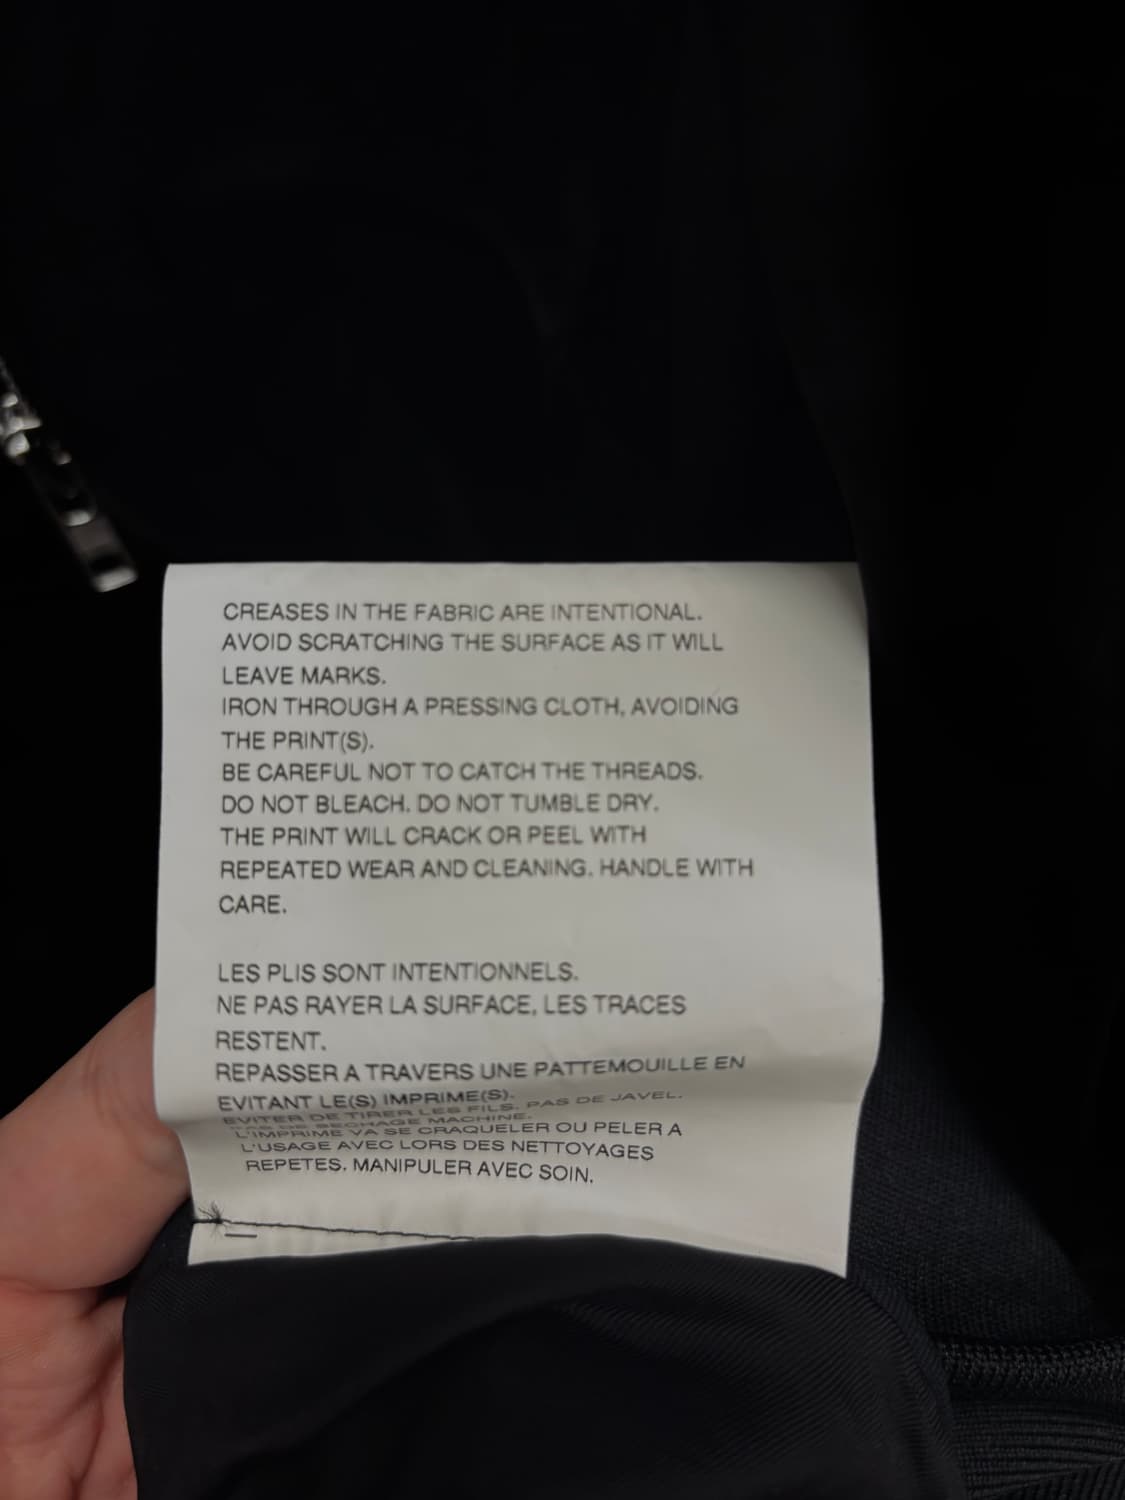 CREASES IN THE FABRIC ARE INTENTIONAL.
AVOID SCRATCHING THE SURFACE AS IT WILL
LEAVE MARKS.
IRON THROUGH A PRESSING CLOTH, AVOIDING
THE PRINT(S).
BE CAREFUL NOT TO CATCH THE THREADS.
DO NOT BLEACH. DO NOT TUMBLE DRY.
THE PRINT WILL CRACK OR PEEL WITH
REPEATED WEAR AND CLEANING. HANDLE WITH
CARE.
LES PLIS SONT INTENTIONNELS.
NE PAS RAYER LA SURFACE, LES TRACES
RESTENT.
REPASSER A TRAVERS UNE PATTEMOUILLE EN
EVITANT LE(S) IMPRIME(S).
EVITER DE TIRER LES FILS. PAS DE JAVEL.
PAS DE SECHAGE MACHINE.
L'IMPRIME VA SE CRAQUELER OU PELER A
L'USAGE AVEC LORS DES NETTOYAGES
REPETES. MANIPULER AVEC SOIN.